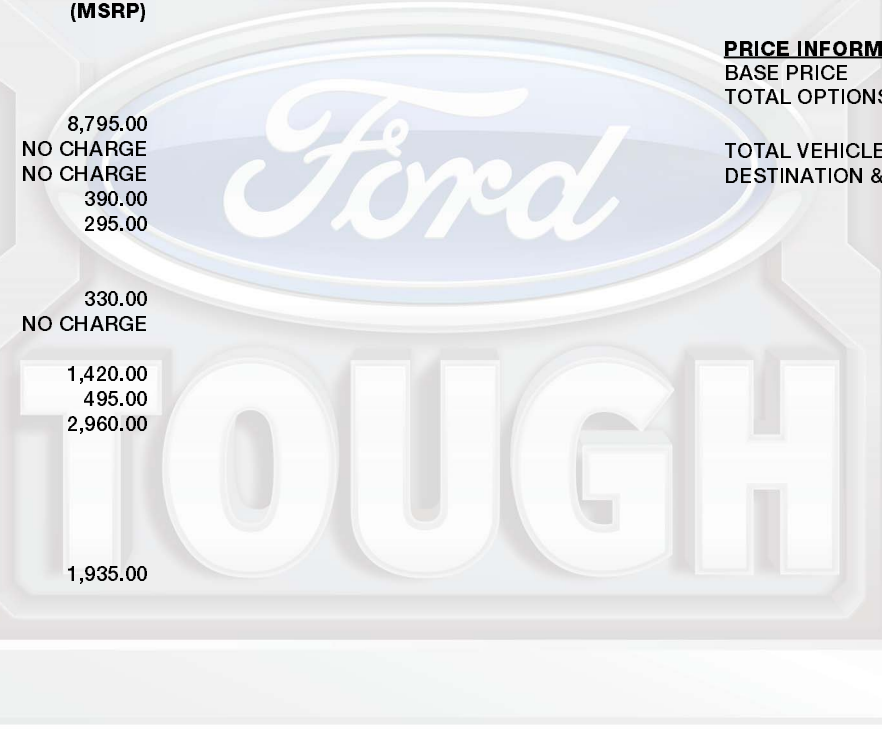 (MSRP)
8,795.00
NO CHARGE
NO CHARGE
390.00
295.00
330.00
NO CHARGE
1,420.00
495.00
2,960.00
1,935.00
PRICE INFORM
BASE PRICE
TOTAL OPTIONS
TOTAL VEHICLE
DESTINATION &
Ford
TOUGH